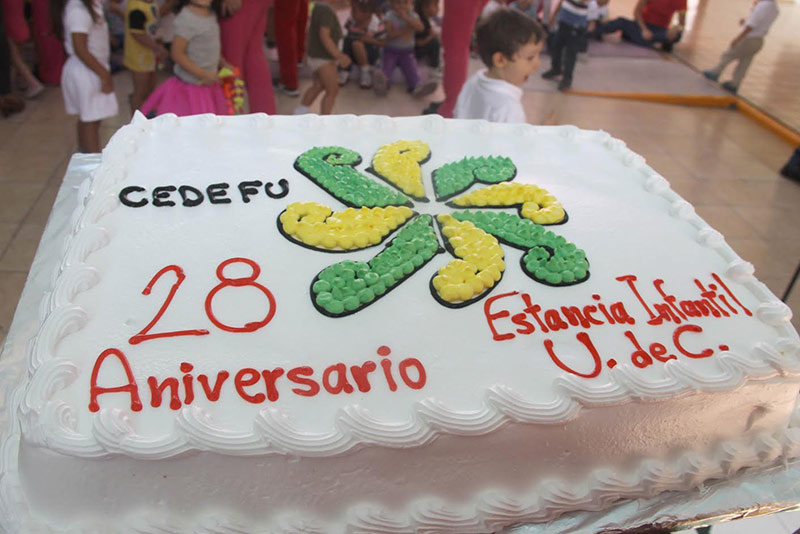 CEDEFU
28
Aniversario
Estancia Infantil
U. de C.